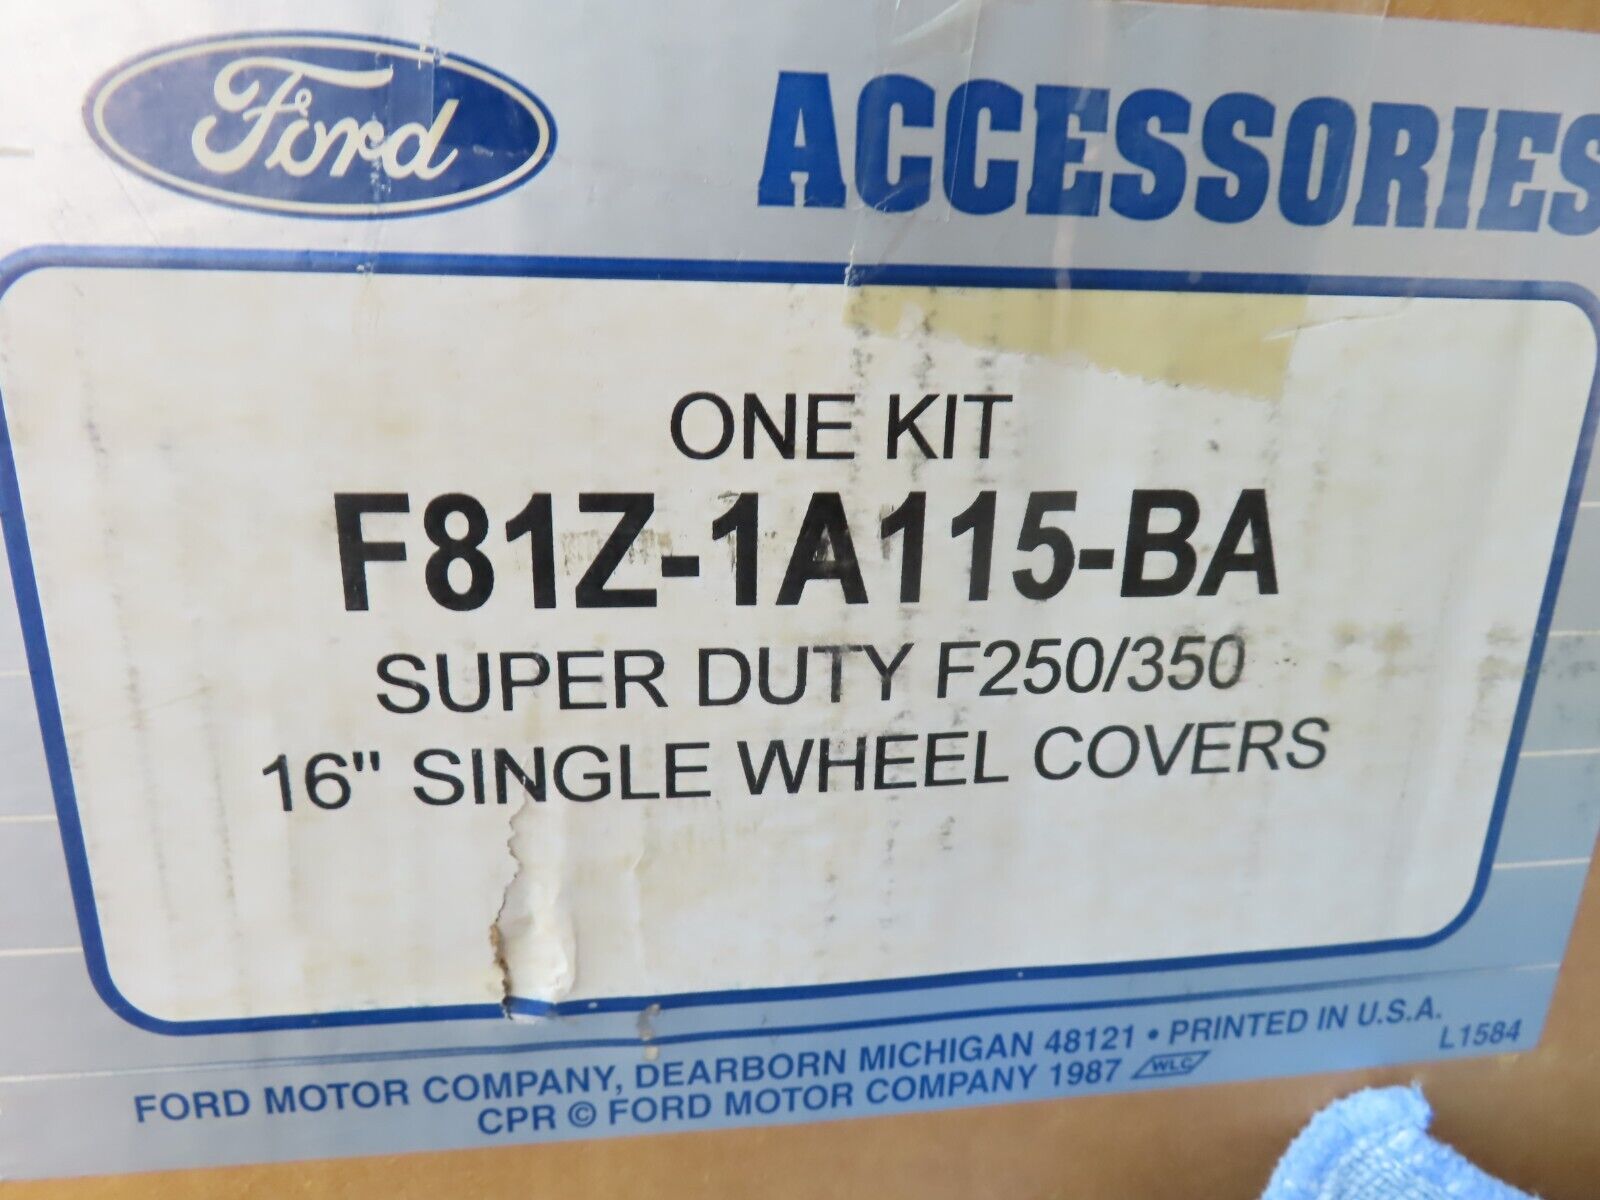 Ford ACCESSORIES
ONE KIT
F81Z-1A115-BA
SUPER DUTY F250/350
16" SINGLE WHEEL COVERS
FORD MOTOR COMPANY, DEARBORN MICHIGAN 48121 • PRINTED IN U.S.A.
CPR © FORD MOTOR COMPANY 1987 WLC
L1584